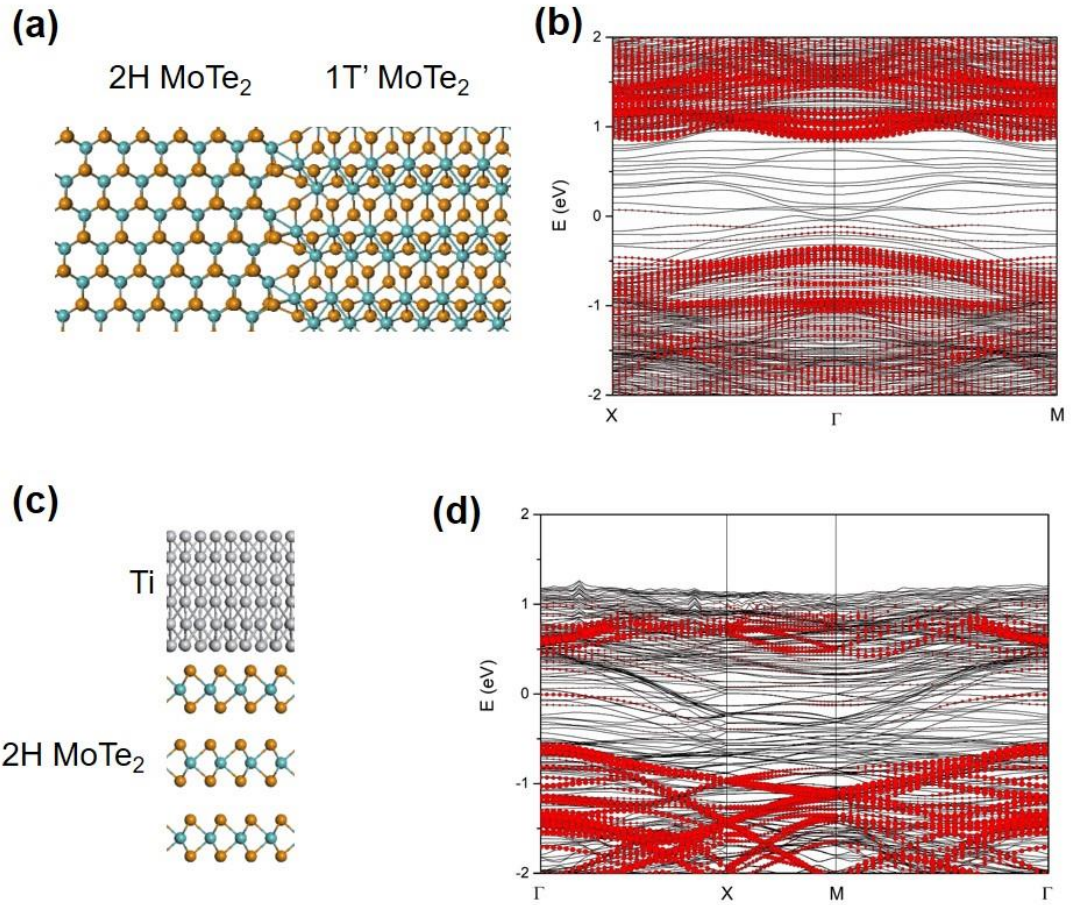 (a)
2H MoTe₂
1T' MoTe₂
(b)
2
1
0
-1
-2
E (eV)
X
Γ
M
(c)
Ti
2H MoTe₂
(d)
2
1
0
-1
-2
E (eV)
Γ
X
M
Γ